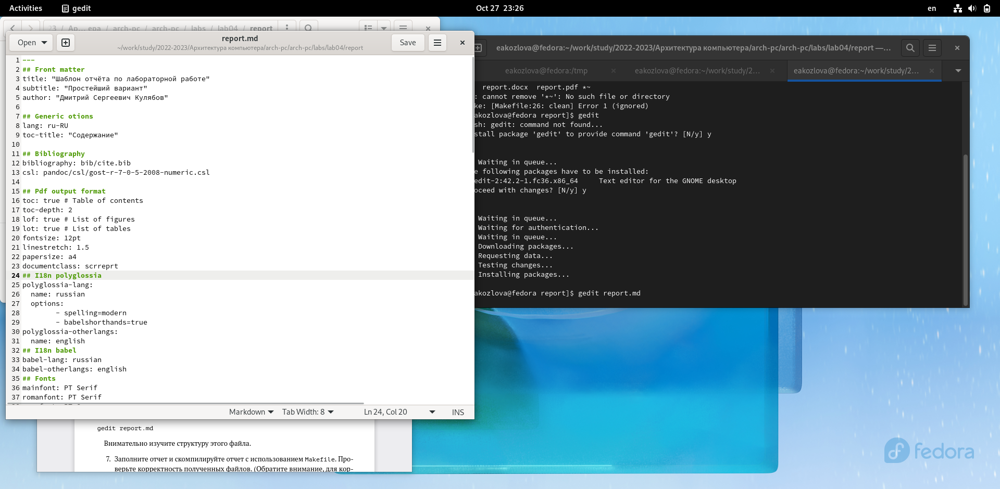 Activities
gedit
Oct 27 23:26
en
23 / Ap... ера / arch-pc / arch-pc / labs / lab04 / report
Open
report.md
~/work/study/2022-2023/Архитектура компьютера/arch-pc/arch-pc/labs/lab04/report
Save
1 ---
2 ## Front matter
3 title: "Шаблон отчёта по лабораторной работе"
4 subtitle: "Простейший вариант"
5 author: "Дмитрий Сергеевич Кулябов"
6
7 ## Generic otions
8 lang: ru-RU
9 toc-title: "Содержание"
10
11 ## Bibliography
12 bibliography: bib/cite.bib
13 csl: pandoc/csl/gost-r-7-0-5-2008-numeric.csl
14
15 ## Pdf output format
16 toc: true # Table of contents
17 toc-depth: 2
18 lof: true # List of figures
19 lot: true # List of tables
20 fontsize: 12pt
21 linestretch: 1.5
22 papersize: a4
23 documentclass: scrreprt
24 ## I18n polyglossia
25 polyglossia-lang:
26   name: russian
27   options:
28         - spelling=modern
29         - babelshorthands=true
30 polyglossia-otherlangs:
31   name: english
32 ## I18n babel
33 babel-lang: russian
34 babel-otherlangs: english
35 ## Fonts
36 mainfont: PT Serif
37 romanfont: PT Serif
Markdown
Tab Width: 8
Ln 24, Col 20
INS
eakozlova@fedora:~/work/study/2022-2023/Архитектура компьютера/arch-pc/arch-pc/labs/lab04/report —...
eakozlova@fedora:/tmp
eakozlova@fedora:~/work/study/2...
eakozlova@fedora:~/work/study/2...
report.docx  report.pdf *~
: cannot remove '*~': No such file or directory
ke: [Makefile:26: clean] Error 1 (ignored)
akozlova@fedora report]$ gedit
sh: gedit: command not found...
stall package 'gedit' to provide command 'gedit'? [N/y] y
Waiting in queue...
e following packages have to be installed:
edit-2:42.2-1.fc36.x86_64     Text editor for the GNOME desktop
oceed with changes? [N/y] y
Waiting in queue...
Waiting for authentication...
Waiting in queue...
Downloading packages...
Requesting data...
Testing changes...
Installing packages...
akozlova@fedora report]$ gedit report.md
gedit report.md
Внимательно изучите структуру этого файла.
7. Заполните отчет и скомпилируйте отчет с использованием Makefile. Про-
верьте корректность полученных файлов. (Обратите внимание, для кор-
fedora